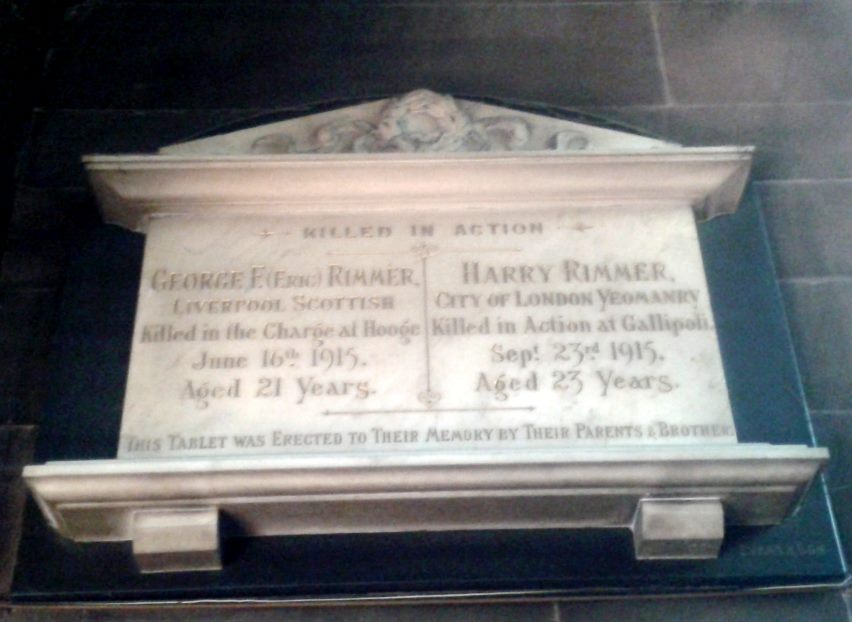 KILLED IN ACTION
GEORGE F. (ERIC) RIMMER,
LIVERPOOL SCOTTISH
Killed in the Charge at Hooge
June 16th 1915.
Aged 21 Years.
HARRY RIMMER,
CITY OF LONDON YEOMANRY,
Killed in Action at Gallipoli.
Sept. 23rd 1915.
Aged 23 Years.
THIS TABLET WAS ERECTED TO THEIR MEMORY BY THEIR PARENTS & BROTHER.
& SON